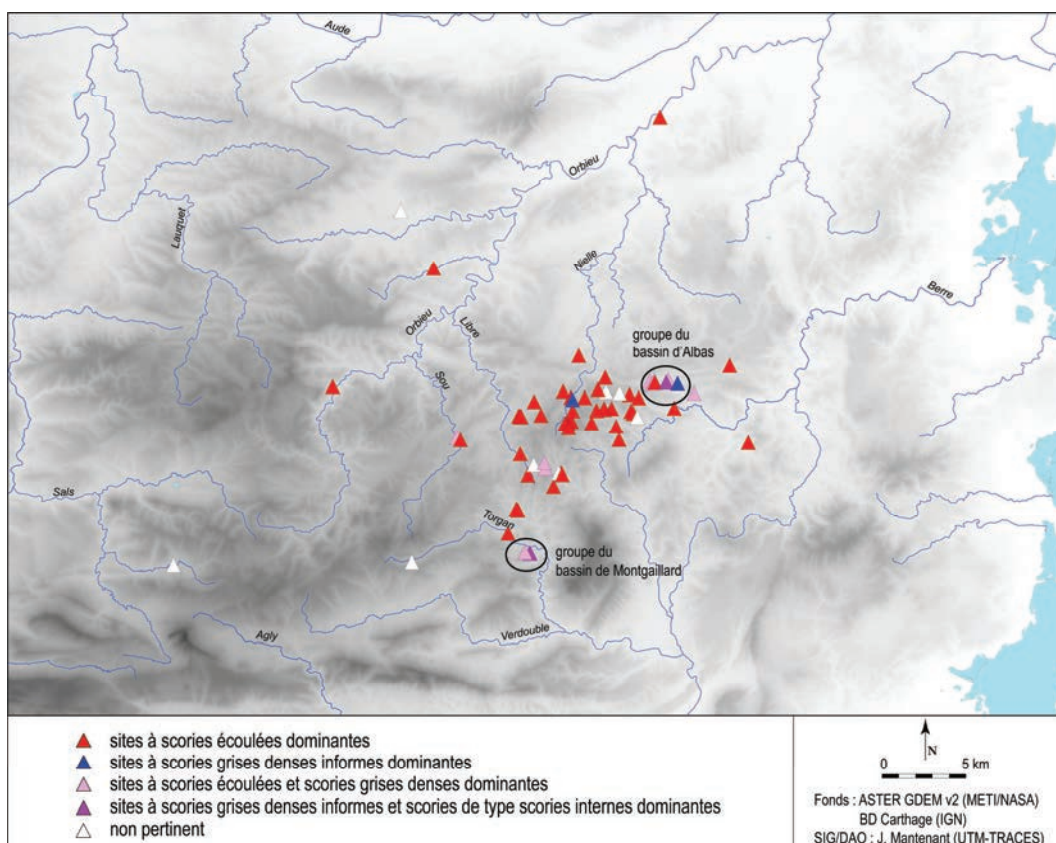 Aude
Orbieu
Lauquet
Nielle
Berre
Orbieu
Libre
groupe du
bassin d'Albas
Sou
Sals
Torgan
groupe du
bassin de Montgaillard
Agly
Verdouble
sites à scories écoulées dominantes
sites à scories grises denses informes dominantes
sites à scories écoulées et scories grises denses dominantes
sites à scories grises denses informes et scories de type scories internes dominantes
non pertinent
N
0 5 km
Fonds : ASTER GDEM v2 (METI/NASA)
BD Carthage (IGN)
SIG/DAO : J. Mantenant (UTM-TRACES)